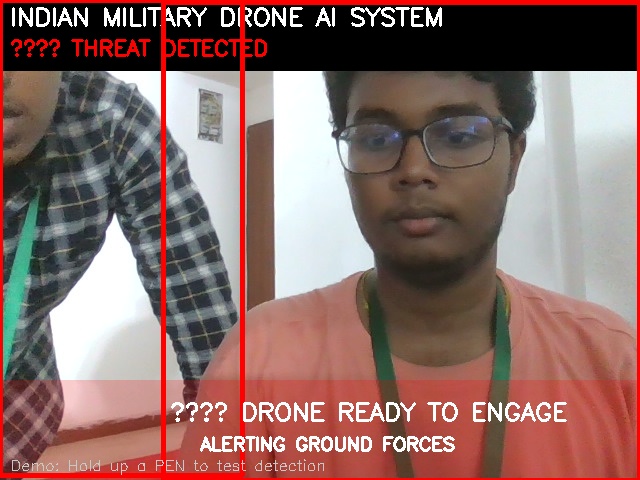 INDIAN MILITARY DRONE AI SYSTEM
???? THREAT DETECTED
???? DRONE READY TO ENGAGE
ALERTING GROUND FORCES
Demo: Hold up a PEN to test detection